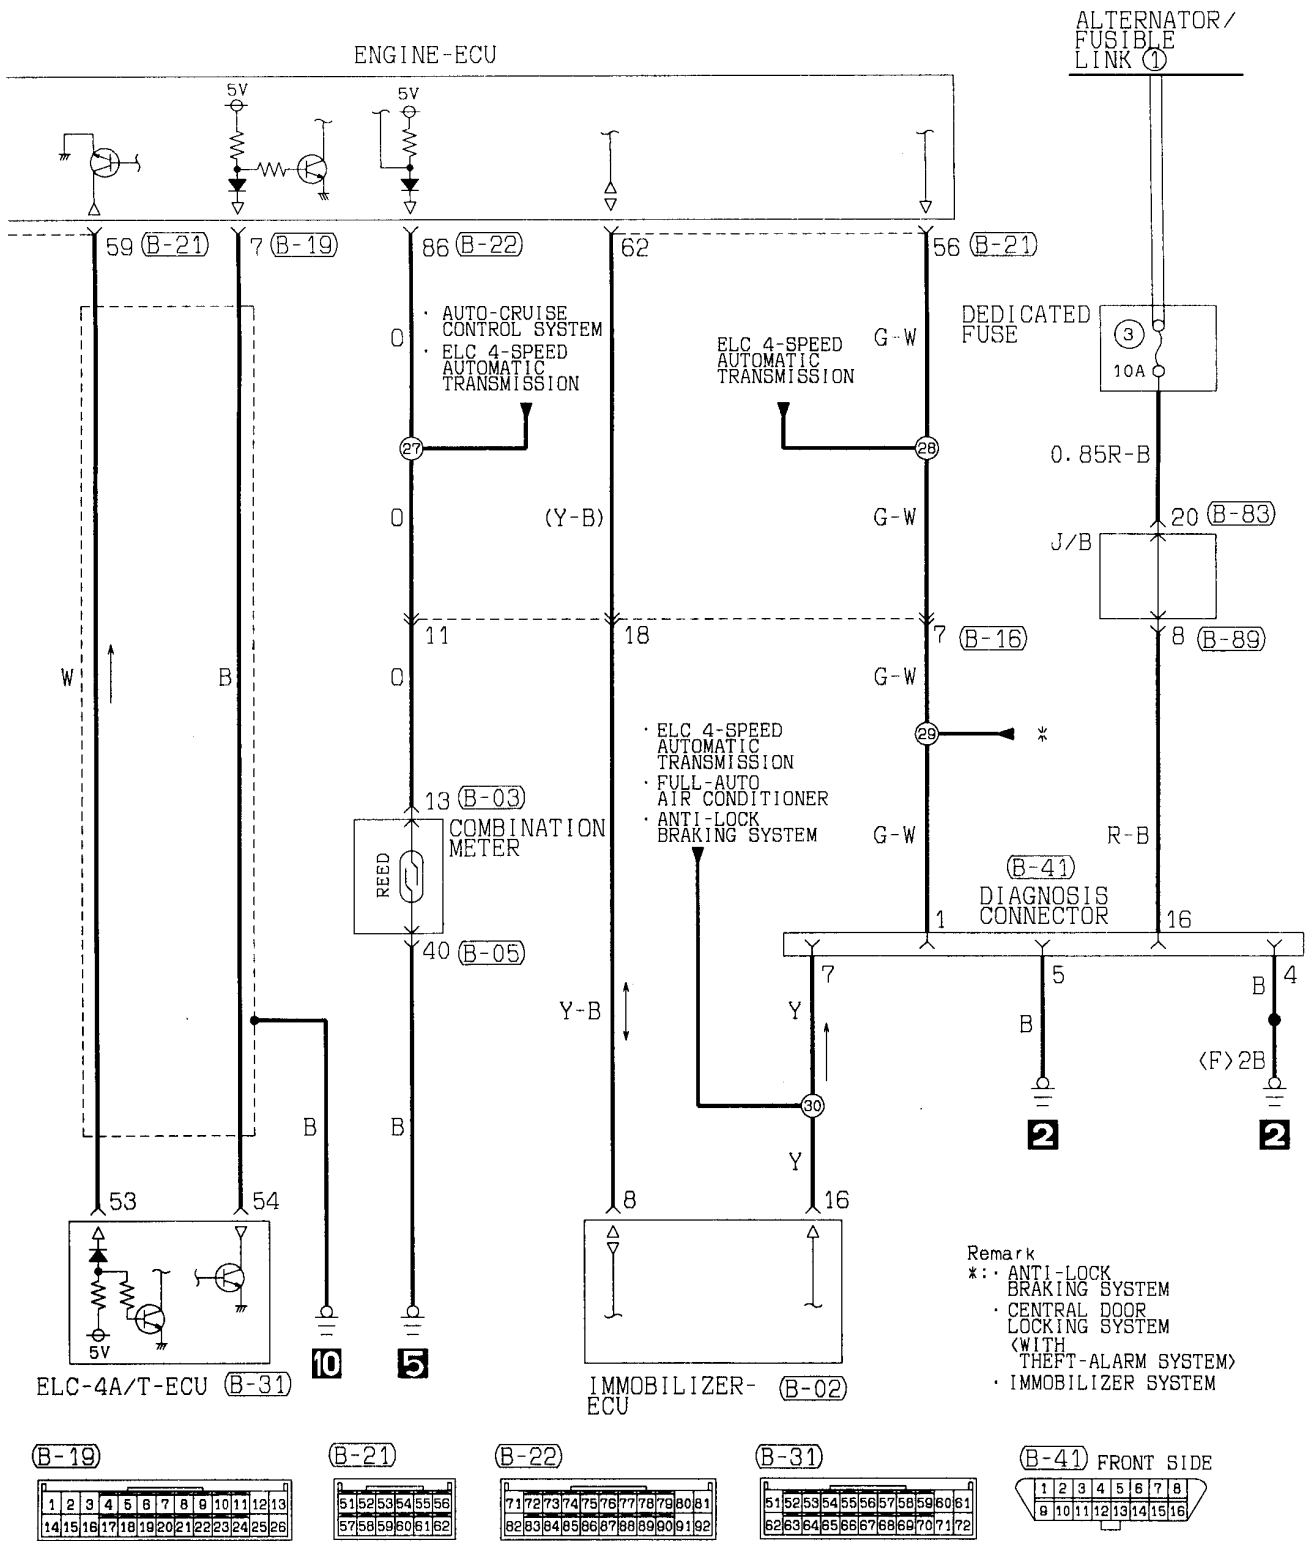 ALTERNATOR/
FUSIBLE
LINK 1
ENGINE-ECU
5V
5V
59 (B-21)
7 (B-19)
86 (B-22)
62
56 (B-21)
· AUTO-CRUISE
CONTROL SYSTEM
· ELC 4-SPEED
AUTOMATIC
TRANSMISSION
ELC 4-SPEED
AUTOMATIC
TRANSMISSION
DEDICATED
FUSE
3
10A
O
G-W
27
28
0.85R-B
O
(Y-B)
G-W
20 (B-83)
J/B
11
18
7 (B-16)
8 (B-89)
W
B
O
G-W
29
*
· ELC 4-SPEED
AUTOMATIC
TRANSMISSION
· FULL-AUTO
AIR CONDITIONER
· ANTI-LOCK
BRAKING SYSTEM
13 (B-03)
COMBINATION
METER
REED
G-W
R-B
(B-41)
DIAGNOSIS
CONNECTOR
1
16
40 (B-05)
7
5
4
Y-B
Y
B
B
<F>2B
30
B
B
Y
2
2
53
54
8
16
5V
10
5
ELC-4A/T-ECU (B-31)
IMMOBILIZER-
ECU
(B-02)
Remark
*:· ANTI-LOCK
BRAKING SYSTEM
· CENTRAL DOOR
LOCKING SYSTEM
<WITH
THEFT-ALARM SYSTEM>
· IMMOBILIZER SYSTEM
(B-19)
1 2 3 4 5 6 7 8 9 10 11 12 13
14 15 16 17 18 19 20 21 22 23 24 25 26
(B-21)
51 52 53 54 55 56
57 58 59 60 61 62
(B-22)
71 72 73 74 75 76 77 78 79 80 81
82 83 84 85 86 87 88 89 90 91 92
(B-31)
51 52 53 54 55 56 57 58 59 60 61
62 63 64 65 66 67 68 69 70 71 72
(B-41) FRONT SIDE
1 2 3 4 5 6 7 8
9 10 11 12 13 14 15 16